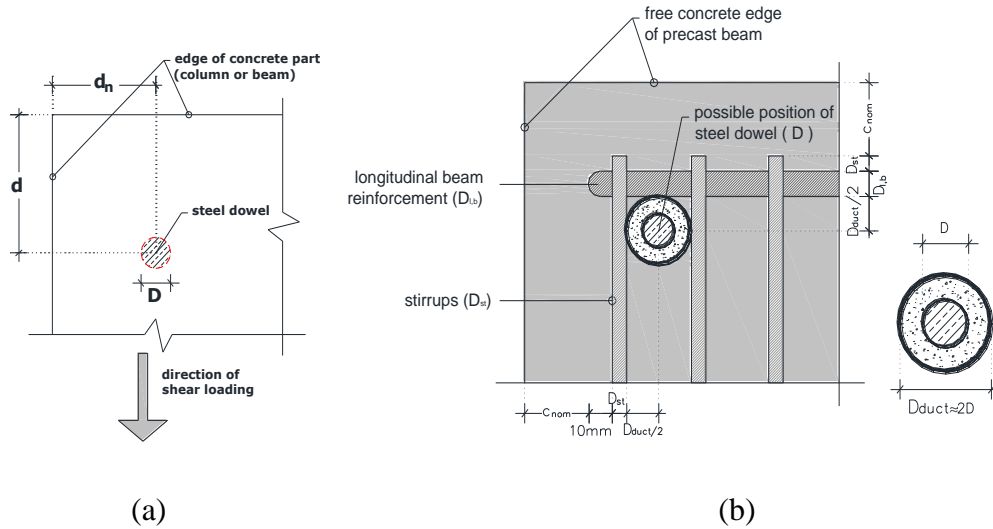 edge of concrete part
(column or beam)
dn
d
steel dowel
D
direction of
shear loading
(a)
free concrete edge
of precast beam
possible position of
steel dowel ( D )
longitudinal beam
reinforcement (Dl,b)
stirrups (Dst)
cnom
Dst
Dl,b
Dduct/2
Dst
cnom
10mm
Dduct/2
D
Dduct≈2D
(b)